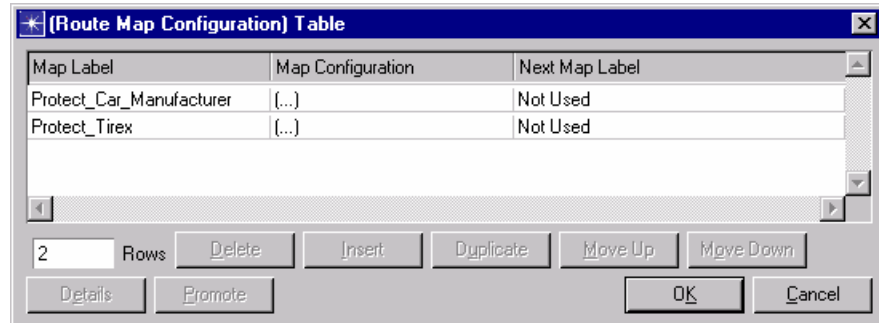 (Route Map Configuration) Table
Map Label Map Configuration Next Map Label
Protect_Car_Manufacturer (...) Not Used
Protect_Tirex (...) Not Used
2 Rows Delete Insert Duplicate Move Up Move Down
Details Promote OK Cancel